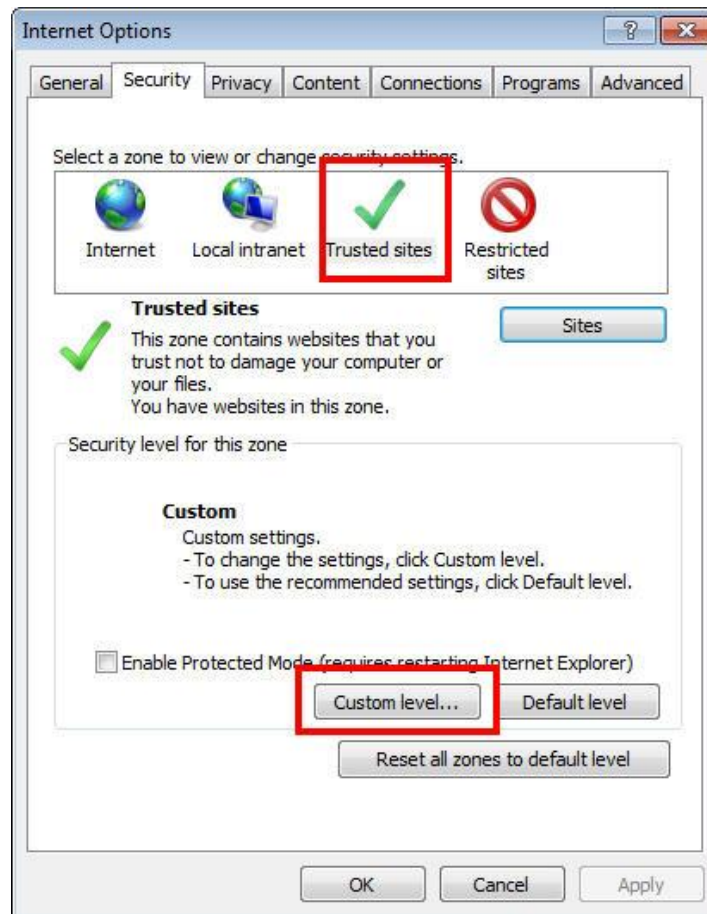 Internet Options
General Security Privacy Content Connections Programs Advanced
Select a zone to view or change security settings.
Internet Local intranet Trusted sites Restricted sites
Trusted sites
Sites
This zone contains websites that you
trust not to damage your computer or
your files.
You have websites in this zone.
Security level for this zone
Custom
Custom settings.
- To change the settings, click Custom level.
- To use the recommended settings, click Default level.
Enable Protected Mode (requires restarting Internet Explorer)
Custom level... Default level
Reset all zones to default level
OK Cancel Apply